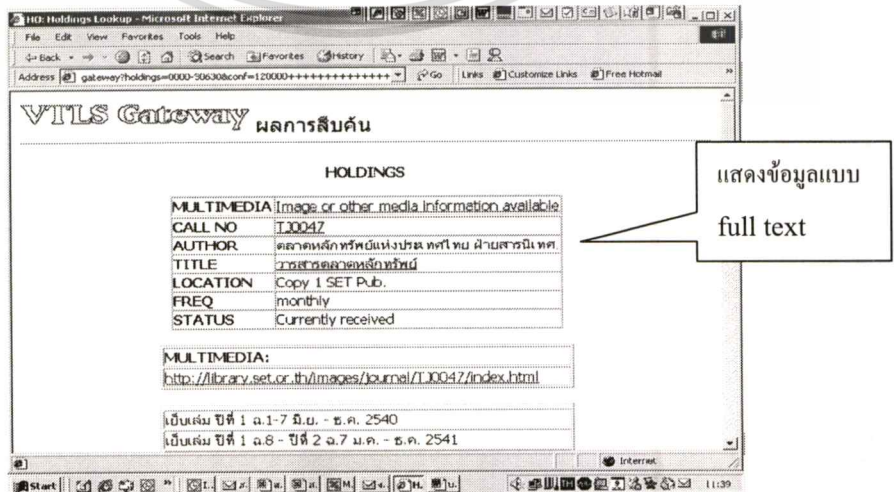 HO: Holdings Lookup - Microsoft Internet Explorer
File Edit View Favorites Tools Help
Back Search Favorites History
Address gateway?holdings=0000-50630&conf=120000+++++++++++++++ Go Links Customize Links Free Hotmail
VTLS Gateway ผลการสืบค้น
HOLDINGS
MULTIMEDIA Image or other media information available
CALL NO TJ0047
AUTHOR ตลาดหลักทรัพย์แห่งประเทศไทย ฝ่ายสารนิเทศ.
TITLE วารสารตลาดหลักทรัพย์
LOCATION Copy 1 SET Pub.
FREQ monthly
STATUS Currently received
MULTIMEDIA:
http://library.set.or.th/images/journal/TJ0047/index.html
เย็บเล่ม ปีที่ 1 ฉ.1-7 มิ.ย. - ธ.ค. 2540
เย็บเล่ม ปีที่ 1 ฉ.8 - ปีที่ 2 ฉ.7 ม.ค. - ธ.ค. 2541
แสดงข้อมูลแบบ
full text
Internet
Start 11:39